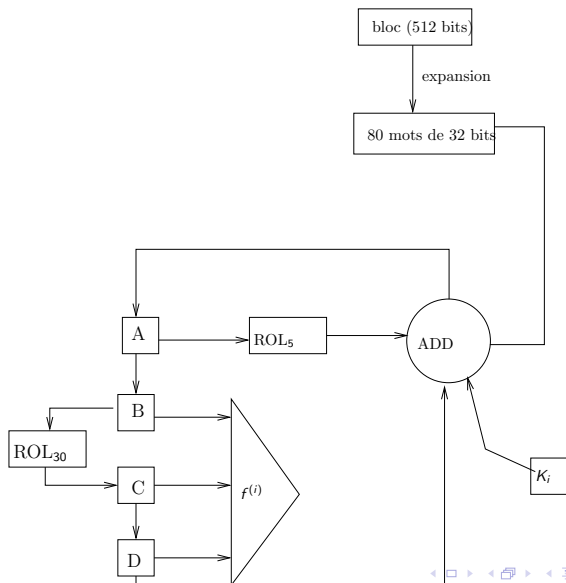 bloc (512 bits)
expansion
80 mots de 32 bits
A
ROL5
ADD
B
ROL30
C
f(i)
Ki
D